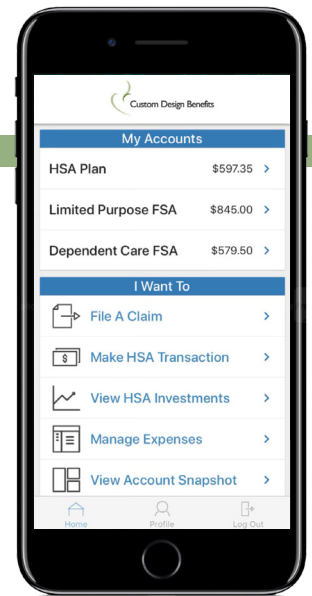 Custom Design Benefits
My Accounts
HSA Plan $597.35
Limited Purpose FSA $845.00
Dependent Care FSA $579.50
I Want To
File A Claim
$
Make HSA Transaction
View HSA Investments
Manage Expenses
View Account Snapshot
Home Profile Log Out